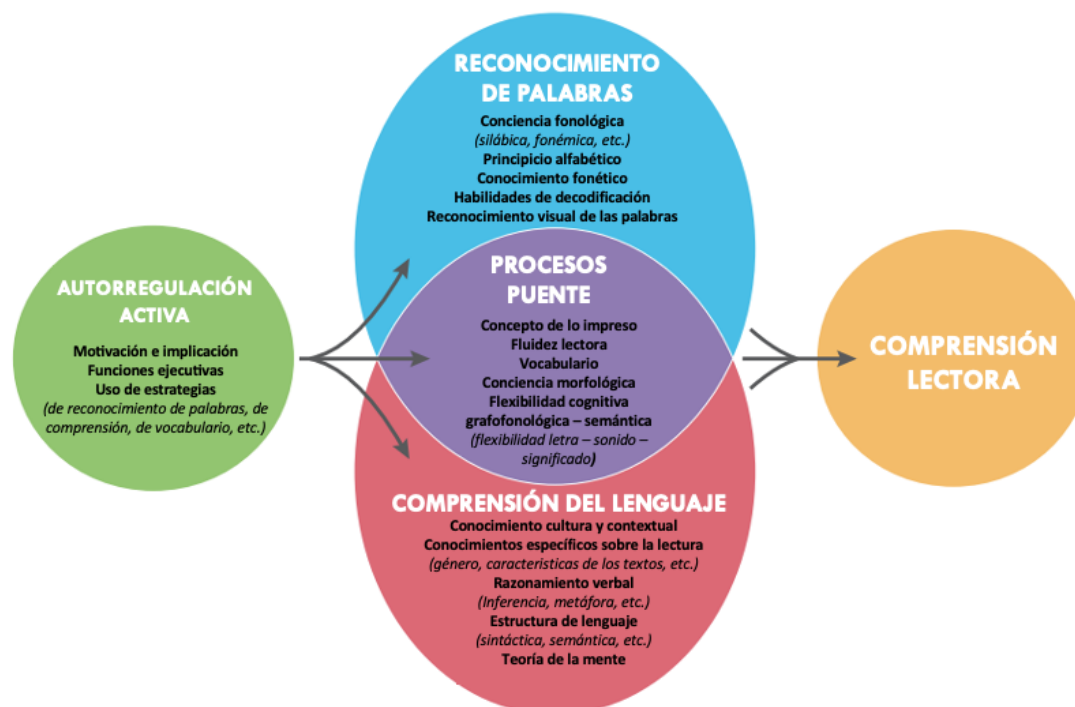 AUTORREGULACIÓN
ACTIVA
Motivación e implicación
Funciones ejecutivas
Uso de estrategias
(de reconocimiento de palabras, de
comprensión, de vocabulario, etc.)
RECONOCIMIENTO
DE PALABRAS
Conciencia fonológica
(silábica, fonémica, etc.)
Principicio alfabético
Conocimiento fonético
Habilidades de decodificación
Reconocimiento visual de las palabras
PROCESOS
PUENTE
Concepto de lo impreso
Fluidez lectora
Vocabulario
Conciencia morfológica
Flexibilidad cognitiva
grafofonológica – semántica
(flexibilidad letra – sonido –
significado)
COMPRENSIÓN DEL LENGUAJE
Conocimiento cultura y contextual
Conocimientos específicos sobre la lectura
(género, caracteristicas de los textos, etc.)
Razonamiento verbal
(Inferencia, metáfora, etc.)
Estructura de lenguaje
(sintáctica, semántica, etc.)
Teoría de la mente
COMPRENSIÓN
LECTORA